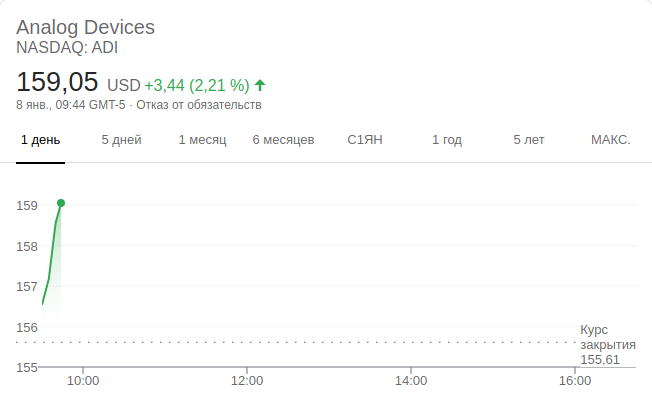 Analog Devices
NASDAQ: ADI
159,05 USD +3,44 (2,21 %)
8 янв., 09:44 GMT-5 · Отказ от обязательств
1 день 5 дней 1 месяц 6 месяцев С1ЯН 1 год 5 лет МАКС.
159
158
157
156
Курс
закрытия
155,61
155
10:00 12:00 14:00 16:00